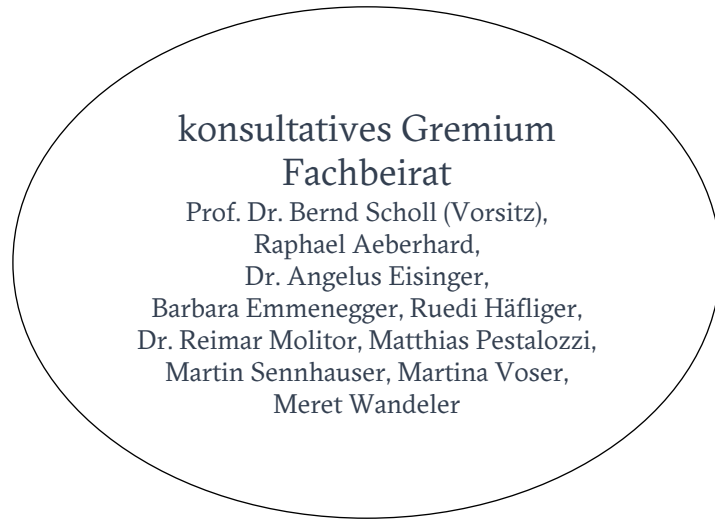 konsultatives Gremium
Fachbeirat
Prof. Dr. Bernd Scholl (Vorsitz),
Raphael Aeberhard,
Dr. Angelus Eisinger,
Barbara Emmenegger, Ruedi Häfliger,
Dr. Reimar Molitor, Matthias Pestalozzi,
Martin Sennhauser, Martina Voser,
Meret Wandeler